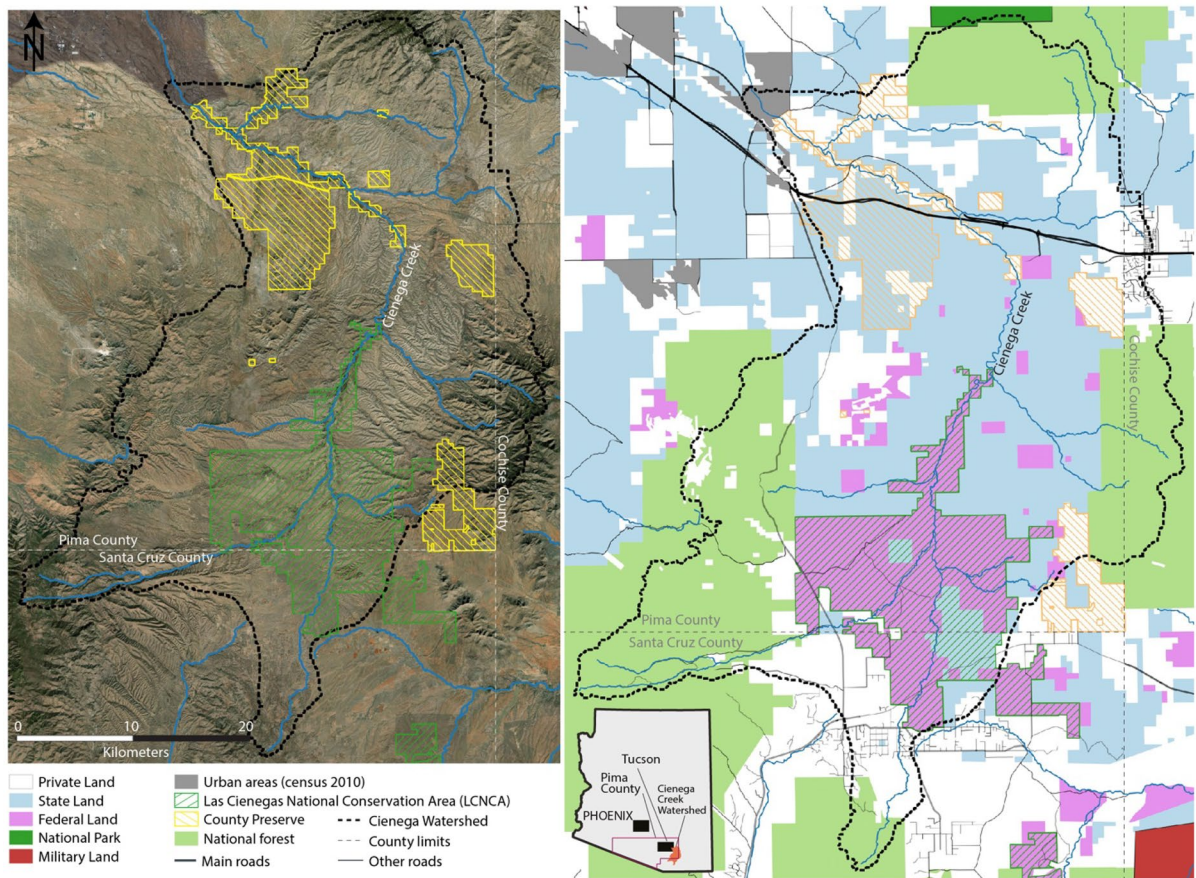 N
Cienega Creek
Cochise County
Pima County
Santa Cruz County
0 10 20
Kilometers
Cienega Creek
Cochise County
Pima County
Santa Cruz County
Tucson
Pima
County
Cienega
Creek
Watershed
PHOENIX
Private Land
State Land
Federal Land
National Park
Military Land
Urban areas (census 2010)
Las Cienegas National Conservation Area (LCNCA)
County Preserve
National forest
Main roads
Cienega Watershed
County limits
Other roads